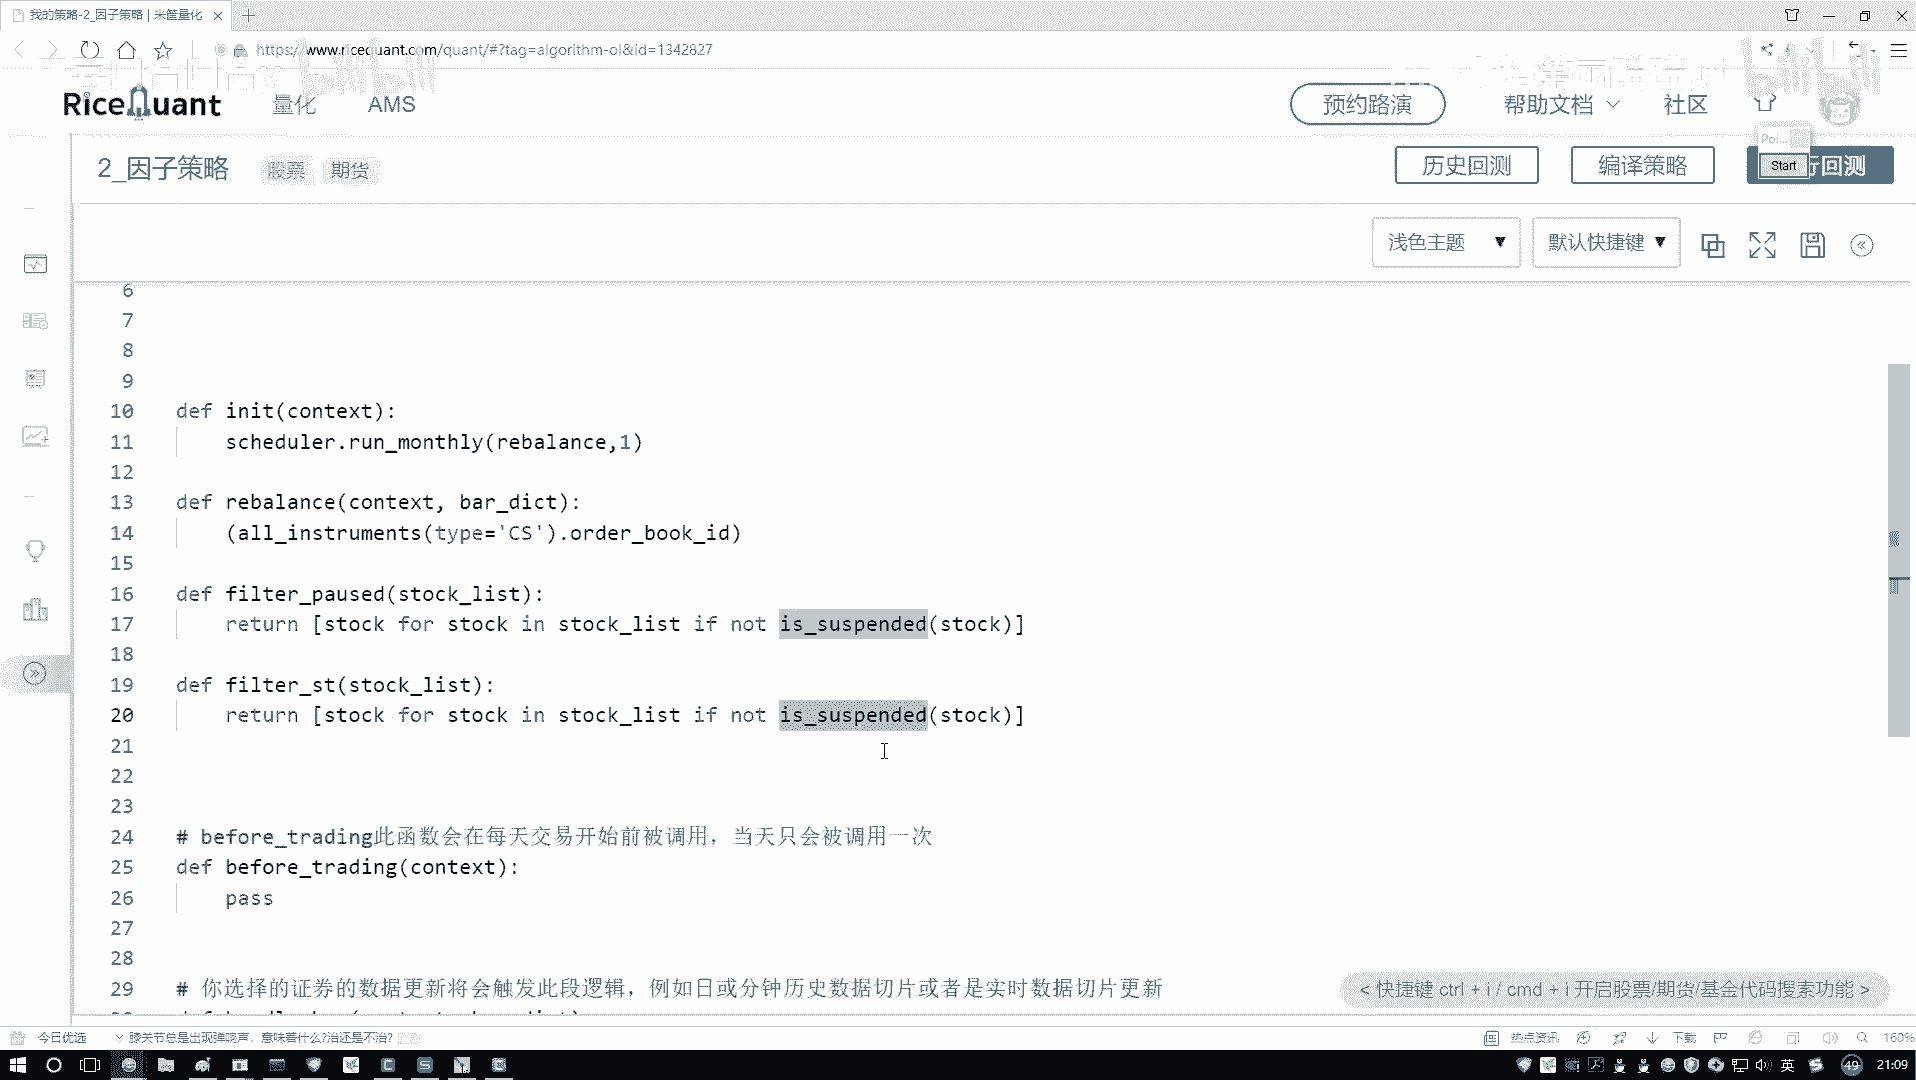 我的策略-2_因子策略 | 米筐量化
https://www.ricequant.com/quant/#?tag=algorithm-ol&id=1342827
RiceQuant 量化 AMS 预约路演 帮助文档 社区
Poi...
2_因子策略 股票 期货 历史回测 编译策略 Start 行回测
浅色主题 ▼ 默认快捷键 ▼
6
7
8
9
10 def init(context):
11 scheduler.run_monthly(rebalance,1)
12
13 def rebalance(context, bar_dict):
14 (all_instruments(type='CS').order_book_id)
15
16 def filter_paused(stock_list):
17 return [stock for stock in stock_list if not is_suspended(stock)]
18
19 def filter_st(stock_list):
20 return [stock for stock in stock_list if not is_suspended(stock)]
21
22
23
24 # before_trading此函数会在每天交易开始前被调用，当天只会被调用一次
25 def before_trading(context):
26 pass
27
28
29 # 你选择的证券的数据更新将会触发此段逻辑，例如日或分钟历史数据切片或者是实时数据切片更新
< 快捷键 ctrl + i / cmd + i 开启股票/期货/基金代码搜索功能 >
今日优选 膝关节总是出现弹响声，意味着什么?治还是不治? 热点资讯 下载 160%
英 49 21:09